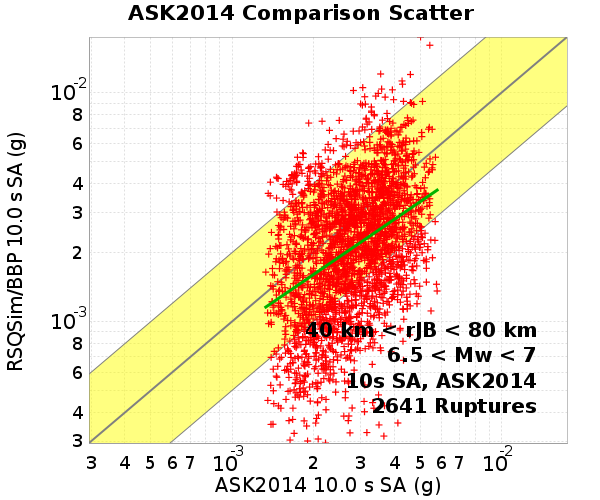 ASK2014 Comparison Scatter
RSQSim/BBP 10.0 s SA (g)
10-2
8
6
4
3
2
10-3
8
6
4
3
40 km < rJB < 80 km
6.5 < Mw < 7
10s SA, ASK2014
2641 Ruptures
3 4 5 6 7 10-3 2 3 4 5 6 7 10-2
ASK2014 10.0 s SA (g)